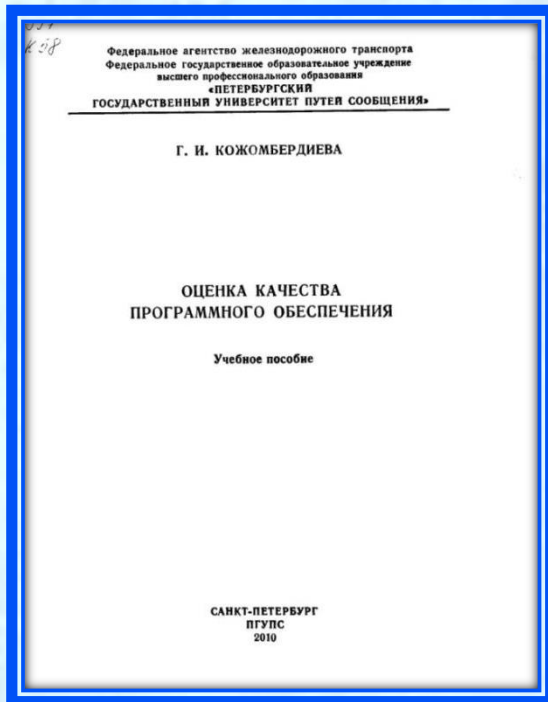 К 58
Федеральное агентство железнодорожного транспорта
Федеральное государственное образовательное учреждение
высшего профессионального образования
«ПЕТЕРБУРГСКИЙ
ГОСУДАРСТВЕННЫЙ УНИВЕРСИТЕТ ПУТЕЙ СООБЩЕНИЯ»
Г. И. КОЖОМБЕРДИЕВА
ОЦЕНКА КАЧЕСТВА
ПРОГРАММНОГО ОБЕСПЕЧЕНИЯ
Учебное пособие
САНКТ-ПЕТЕРБУРГ
ПГУПС
2010